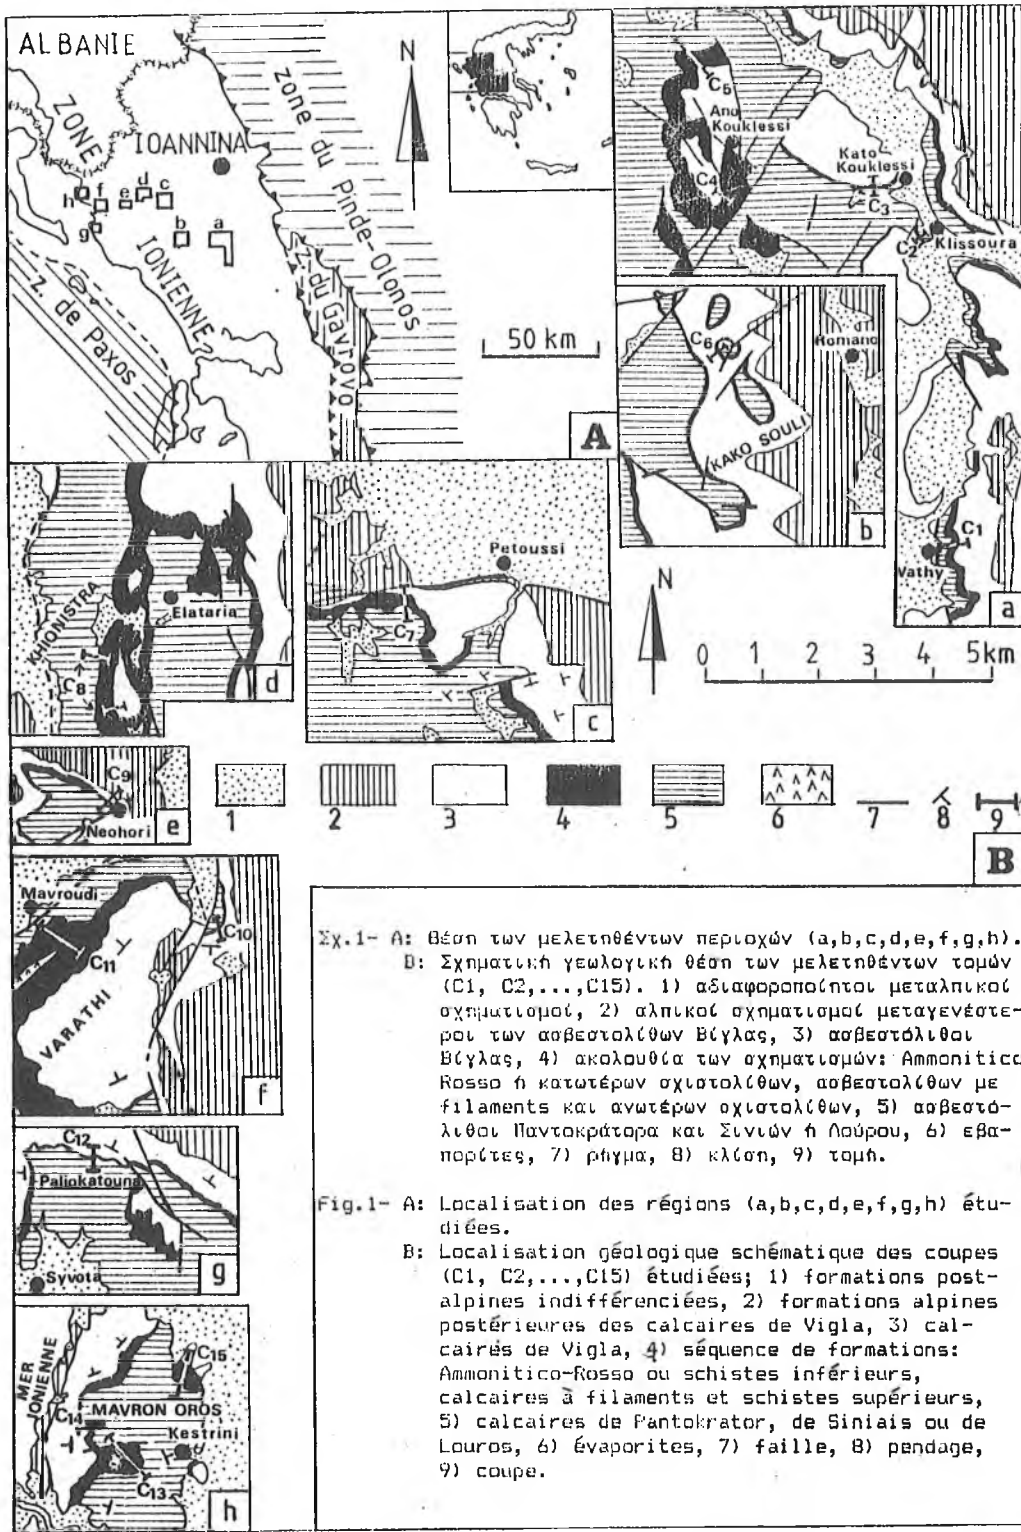 ALBANIE
N
ZONE
IONIENNE
IOANNINA
zone du Pinde-Olonos
z. du Gavrovo
z. de Paxos
h
f
e
d
c
g
b
a
50 km
A
C5
Ano
Kouklessi
C4
Kato
Kouklessi
C3
C2
Klissoura
C1
Vathy
a
C6
Romano
KAKO SOULI
b
KHIONISTRA
Elataria
C8
d
Petoussi
C7
c
N
0 1 2 3 4 5km
C9
Neohori
e
1 2 3 4 5 6 7 8 9
B
Mavroudi
C10
C11
VARATHI
f
C12
Paliokatouna
Syvota
g
MER
IONIENNE
C15
C14
MAVRON OROS
Kestrini
C13
h
Σχ.1- A: Θέση των μελετηθέντων περιοχών (a,b,c,d,e,f,g,h).
B: Σχηματική γεωλογική θέση των μελετηθέντων τομών
(C1, C2,...,C15). 1) αδιαφοροποίητοι μεταλπικοί
σχηματισμοί, 2) αλπικοί σχηματισμοί μεταγενέστε-
ροι των ασβεστολίθων Βίγλας, 3) ασβεστόλιθοι
Βίγλας, 4) ακολουθία των σχηματισμών: Ammonitico
Rosso ή κατωτέρων σχιστολίθων, ασβεστολίθων με
filaments και ανωτέρων σχιστολίθων, 5) ασβεστό-
λιθοι Παντοκράτορα και Σινιών ή Λούρου, 6) εβα-
πορίτες, 7) ρήγμα, 8) κλίση, 9) τομή.
Fig.1- A: Localisation des régions (a,b,c,d,e,f,g,h) étu-
diées.
B: Localisation géologique schématique des coupes
(C1, C2,...,C15) étudiées; 1) formations post-
alpines indifférenciées, 2) formations alpines
postérieures des calcaires de Vigla, 3) cal-
caires de Vigla, 4) séquence de formations:
Ammonitico-Rosso ou schistes inférieurs,
calcaires à filaments et schistes supérieurs,
5) calcaires de Pantokrator, de Siniais ou de
Louros, 6) évaporites, 7) faille, 8) pendage,
9) coupe.